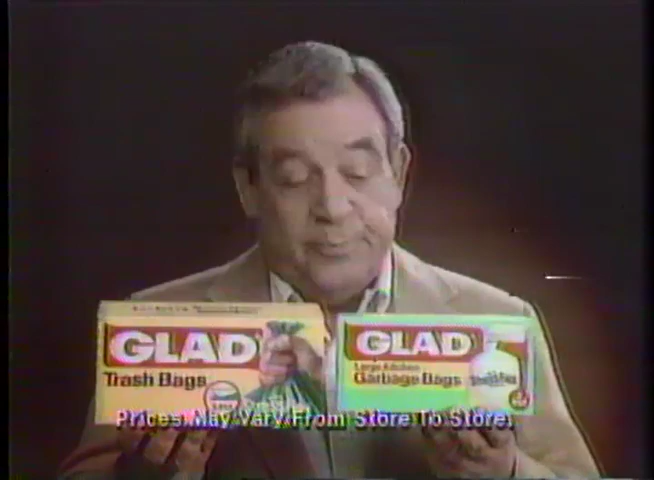 GLAD
Trash Bags
GLAD
Large Kitchen
Garbage Bags
Prices May Vary From Store To Store.